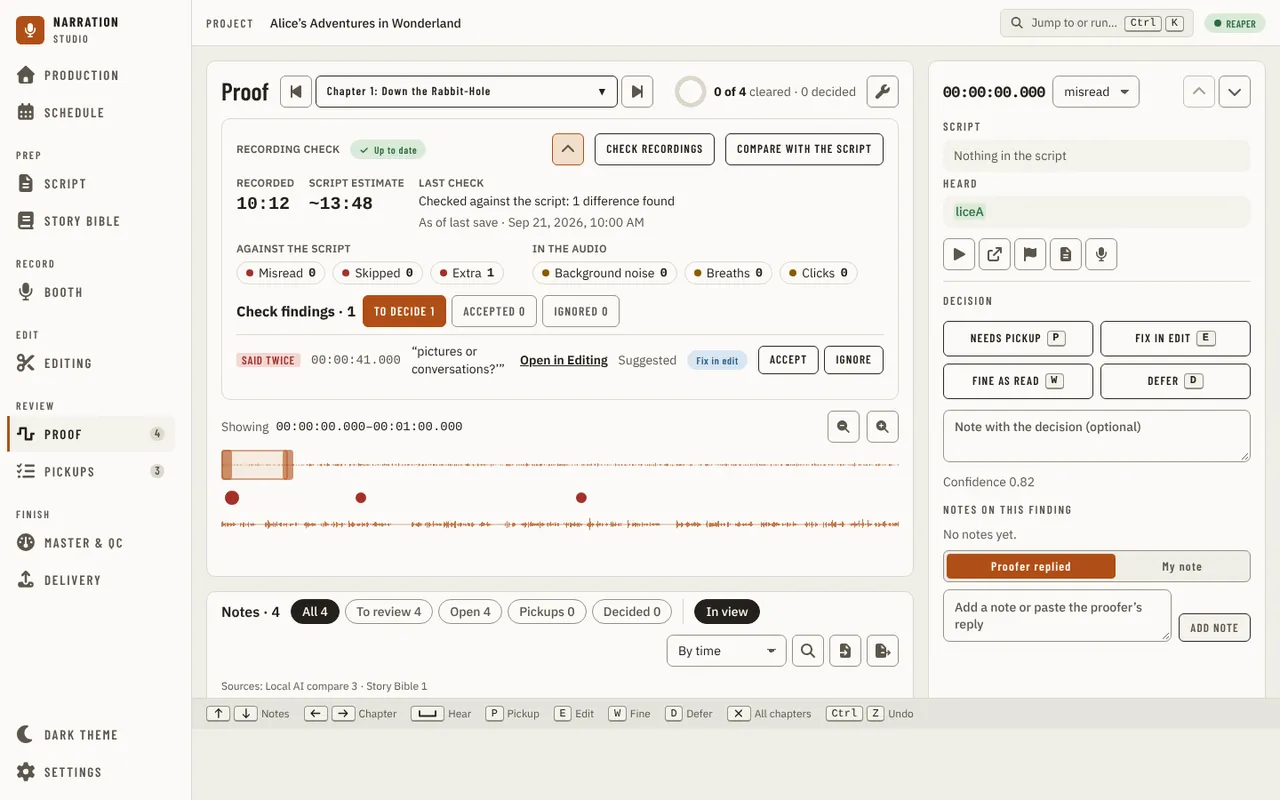 NARRATION
STUDIO
PRODUCTION
SCHEDULE
PREP
SCRIPT
STORY BIBLE
RECORD
BOOTH
EDIT
EDITING
REVIEW
PROOF 4
PICKUPS 3
FINISH
MASTER & QC
DELIVERY
DARK THEME
SETTINGS
PROJECT Alice's Adventures in Wonderland
Jump to or run... Ctrl K
REAPER
Proof
Chapter 1: Down the Rabbit-Hole
0 of 4 cleared · 0 decided
RECORDING CHECK Up to date
CHECK RECORDINGS
COMPARE WITH THE SCRIPT
RECORDED SCRIPT ESTIMATE LAST CHECK
10:12 ~13:48 Checked against the script: 1 difference found
As of last save · Sep 21, 2026, 10:00 AM
AGAINST THE SCRIPT IN THE AUDIO
Misread 0 Skipped 0 Extra 1 Background noise 0 Breaths 0 Clicks 0
Check findings · 1 TO DECIDE 1 ACCEPTED 0 IGNORED 0
SAID TWICE 00:00:41.000 “pictures or
conversations?’” Open in Editing Suggested Fix in edit ACCEPT IGNORE
Showing 00:00:00.000–00:01:00.000
Notes · 4 All 4 To review 4 Open 4 Pickups 0 Decided 0 In view
By time
Sources: Local AI compare 3 · Story Bible 1
00:00:00.000 misread
SCRIPT
Nothing in the script
HEARD
liceA
DECISION
NEEDS PICKUP P FIX IN EDIT E
FINE AS READ W DEFER D
Note with the decision (optional)
Confidence 0.82
NOTES ON THIS FINDING
No notes yet.
Proofer replied My note
Add a note or paste the proofer's
reply
ADD NOTE
Notes Chapter Hear P Pickup E Edit W Fine D Defer All chapters Ctrl Z Undo